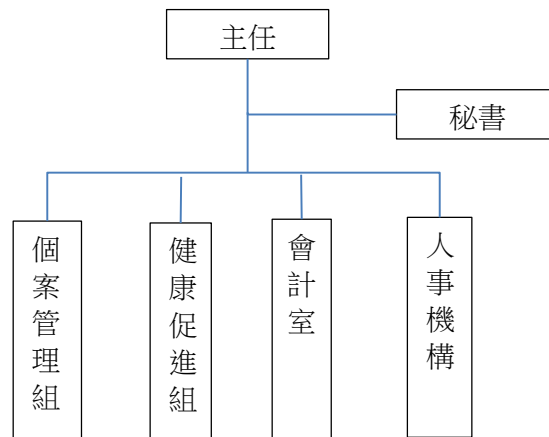 主任
秘書
個案管理組
健康促進組
會計室
人事機構